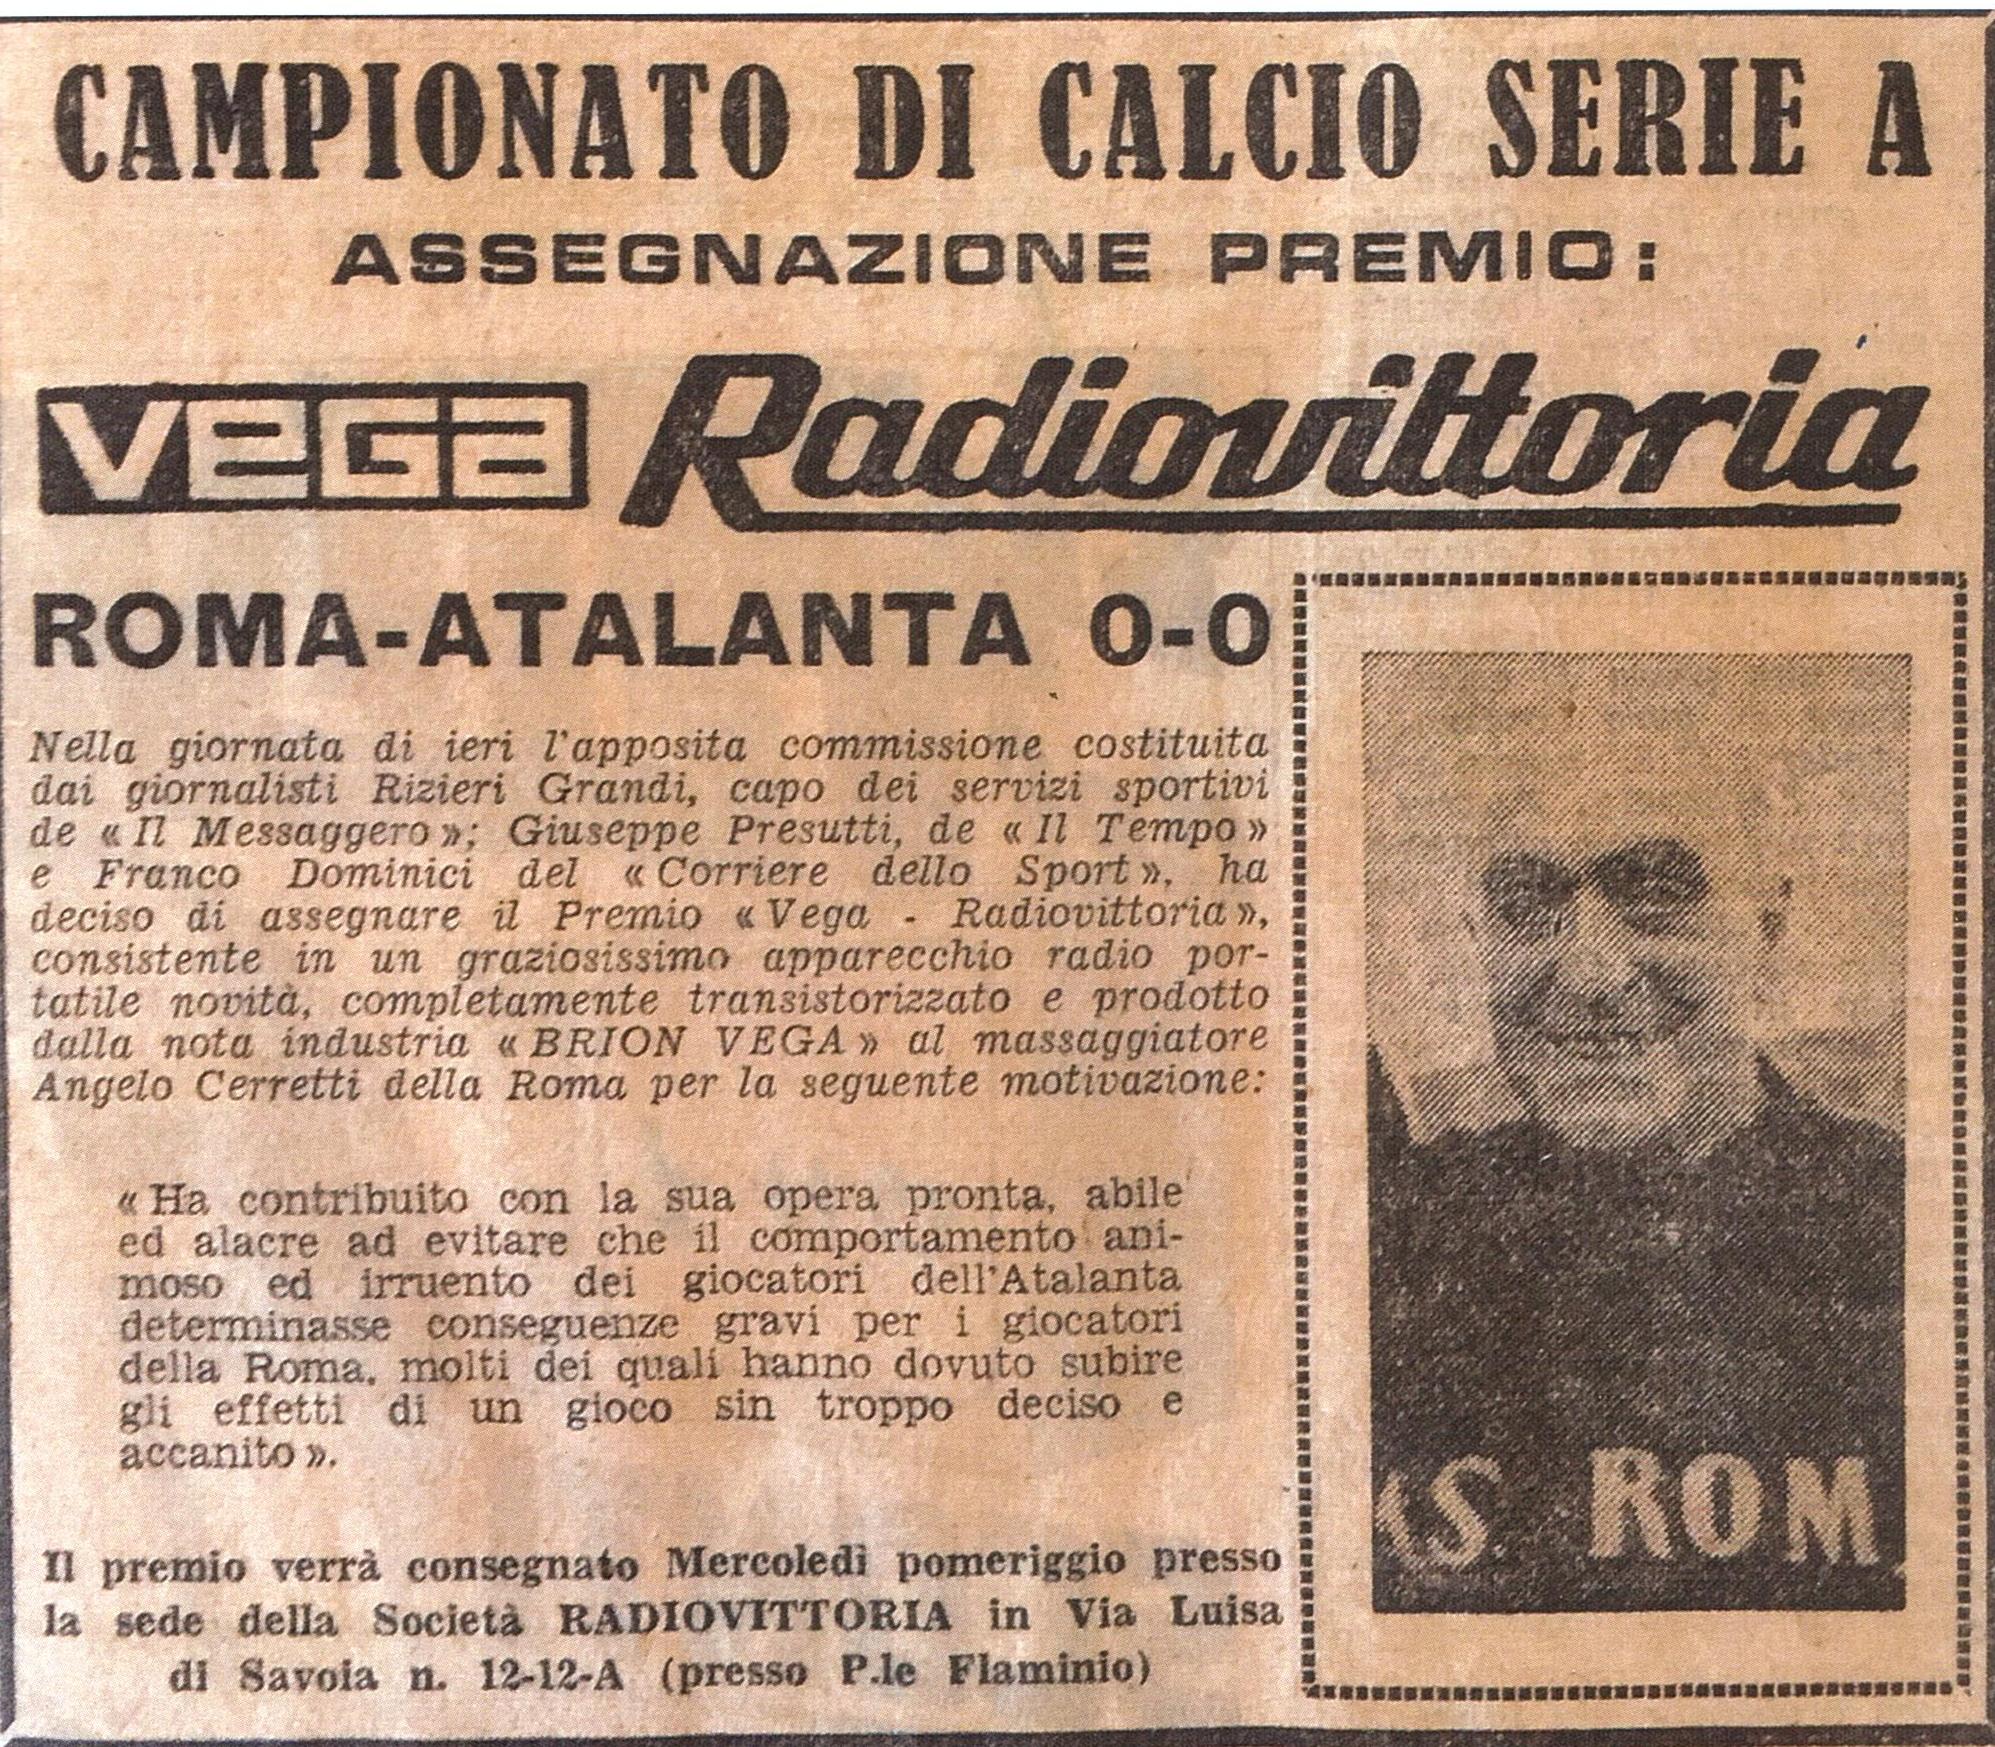 CAMPIONATO DI CALCIO SERIE A
ASSEGNAZIONE PREMIO:
VEGA Radiovittoria
ROMA-ATALANTA 0-0
Nella giornata di ieri l'apposita commissione costituita
dai giornalisti Rizieri Grandi, capo dei servizi sportivi
de « Il Messaggero »; Giuseppe Presutti, de « Il Tempo »
e Franco Dominici del « Corriere dello Sport », ha
deciso di assegnare il Premio « Vega - Radiovittoria »,
consistente in un graziosissimo apparecchio radio por-
tatile novità, completamente transistorizzato e prodotto
dalla nota industria « BRION VEGA » al massaggiatore
Angelo Cerretti della Roma per la seguente motivazione:
« Ha contribuito con la sua opera pronta, abile
ed alacre ad evitare che il comportamento ani-
moso ed irruento dei giocatori dell'Atalanta
determinasse conseguenze gravi per i giocatori
della Roma, molti dei quali hanno dovuto subire
gli effetti di un gioco sin troppo deciso e
accanito ».
Il premio verrà consegnato Mercoledì pomeriggio presso
la sede della Società RADIOVITTORIA in Via Luisa
di Savoia n. 12-12-A (presso P.le Flaminio)
AS ROM